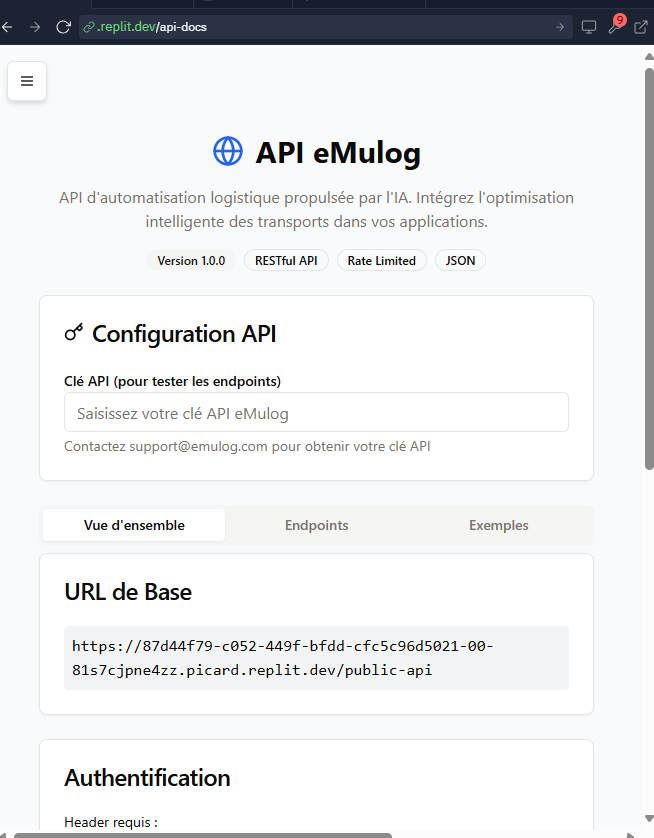 .replit.dev/api-docs
9
API eMulog
API d'automatisation logistique propulsée par l'IA. Intégrez l'optimisation
intelligente des transports dans vos applications.
Version 1.0.0
RESTful API
Rate Limited
JSON
Configuration API
Clé API (pour tester les endpoints)
Saisissez votre clé API eMulog
Contactez support@emulog.com pour obtenir votre clé API
Vue d'ensemble
Endpoints
Exemples
URL de Base
https://87d44f79-c052-449f-bfdd-cfc5c96d5021-00-
81s7cjpne4zz.picard.replit.dev/public-api
Authentification
Header requis :